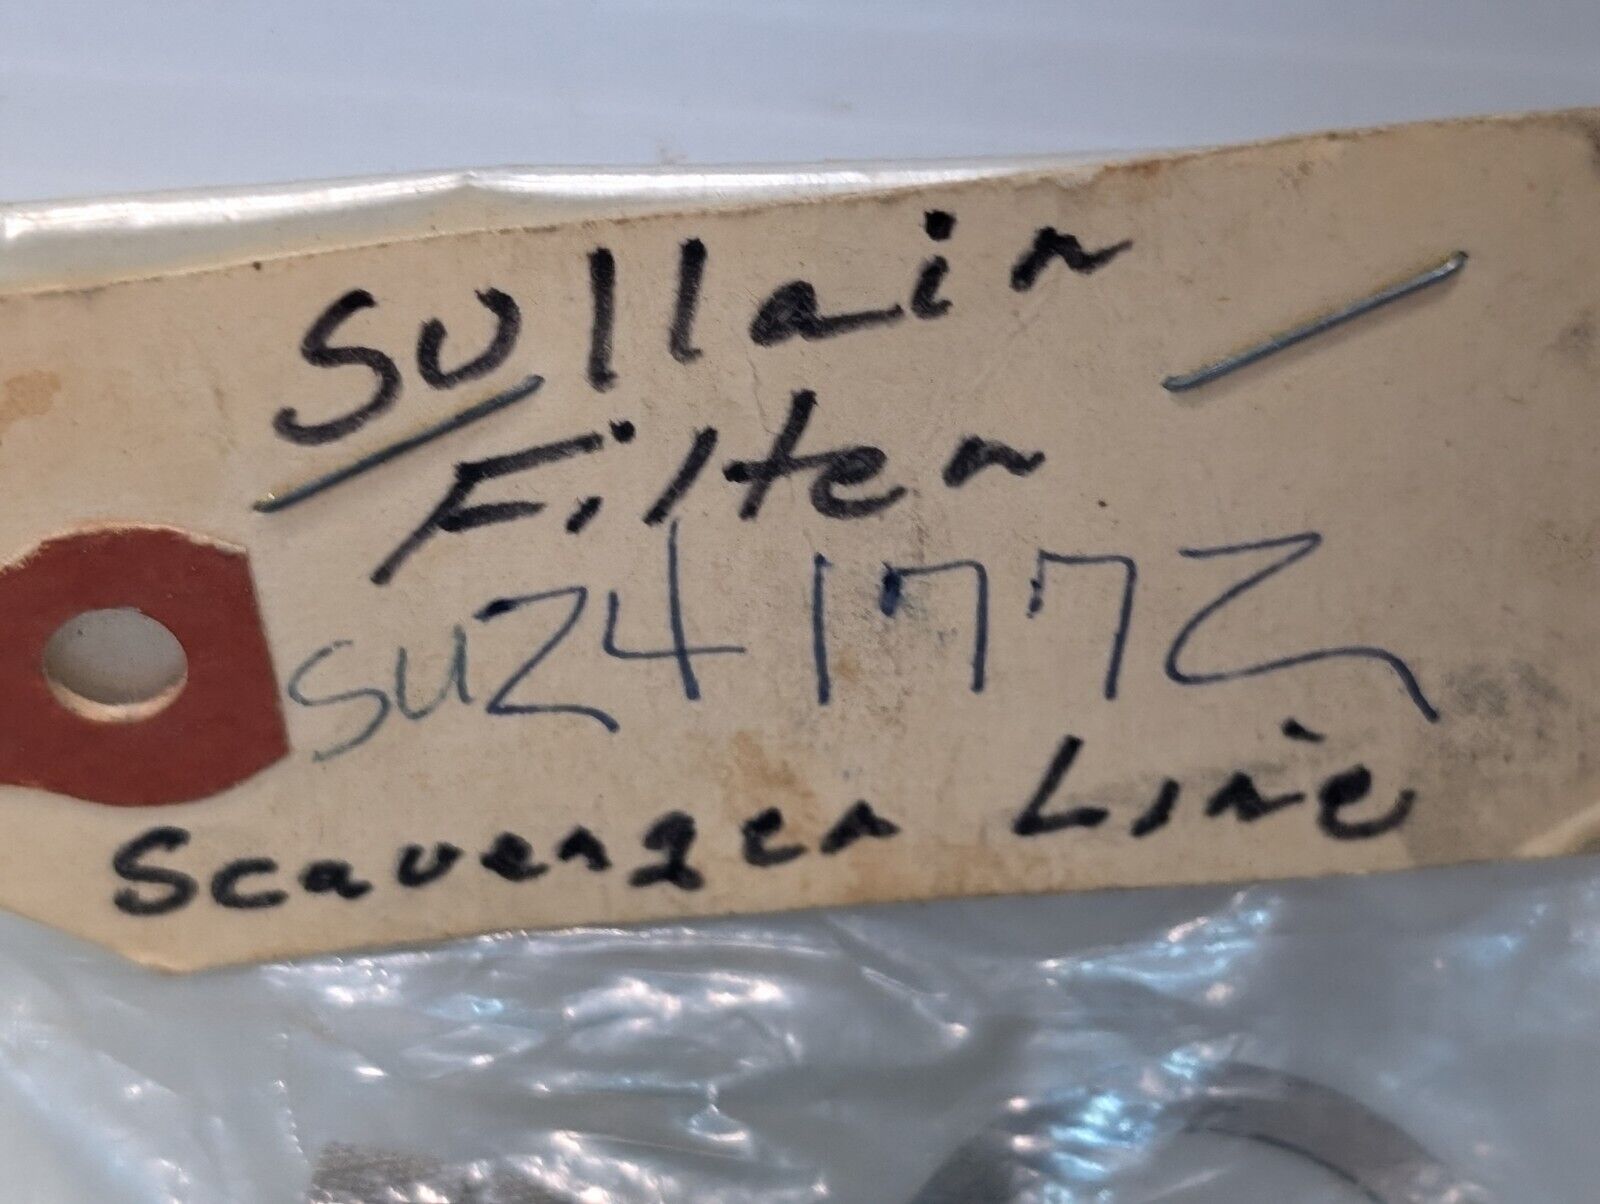 Sullair
Filter
SU241772
Scavenger Line